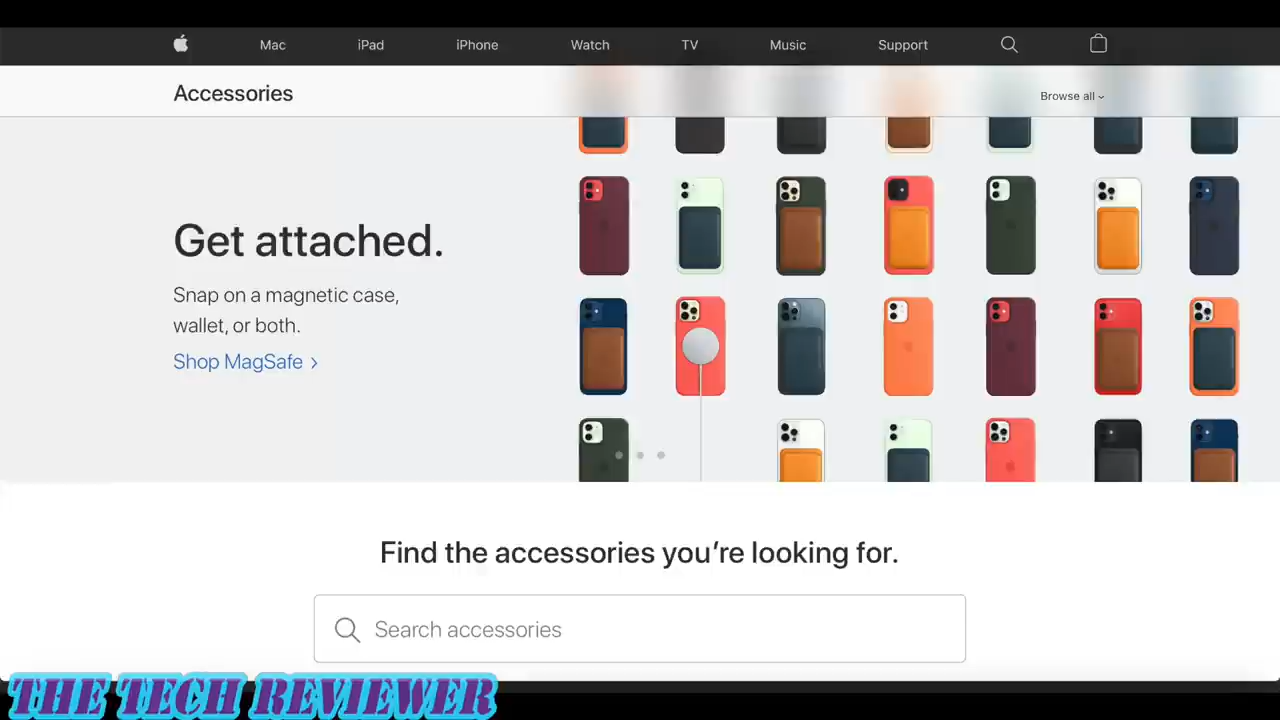 Mac iPad iPhone Watch TV Music Support
Accessories
Browse all
Get attached.
Snap on a magnetic case,
wallet, or both.
Shop MagSafe
Find the accessories you’re looking for.
Search accessories
THE TECH REVIEWER